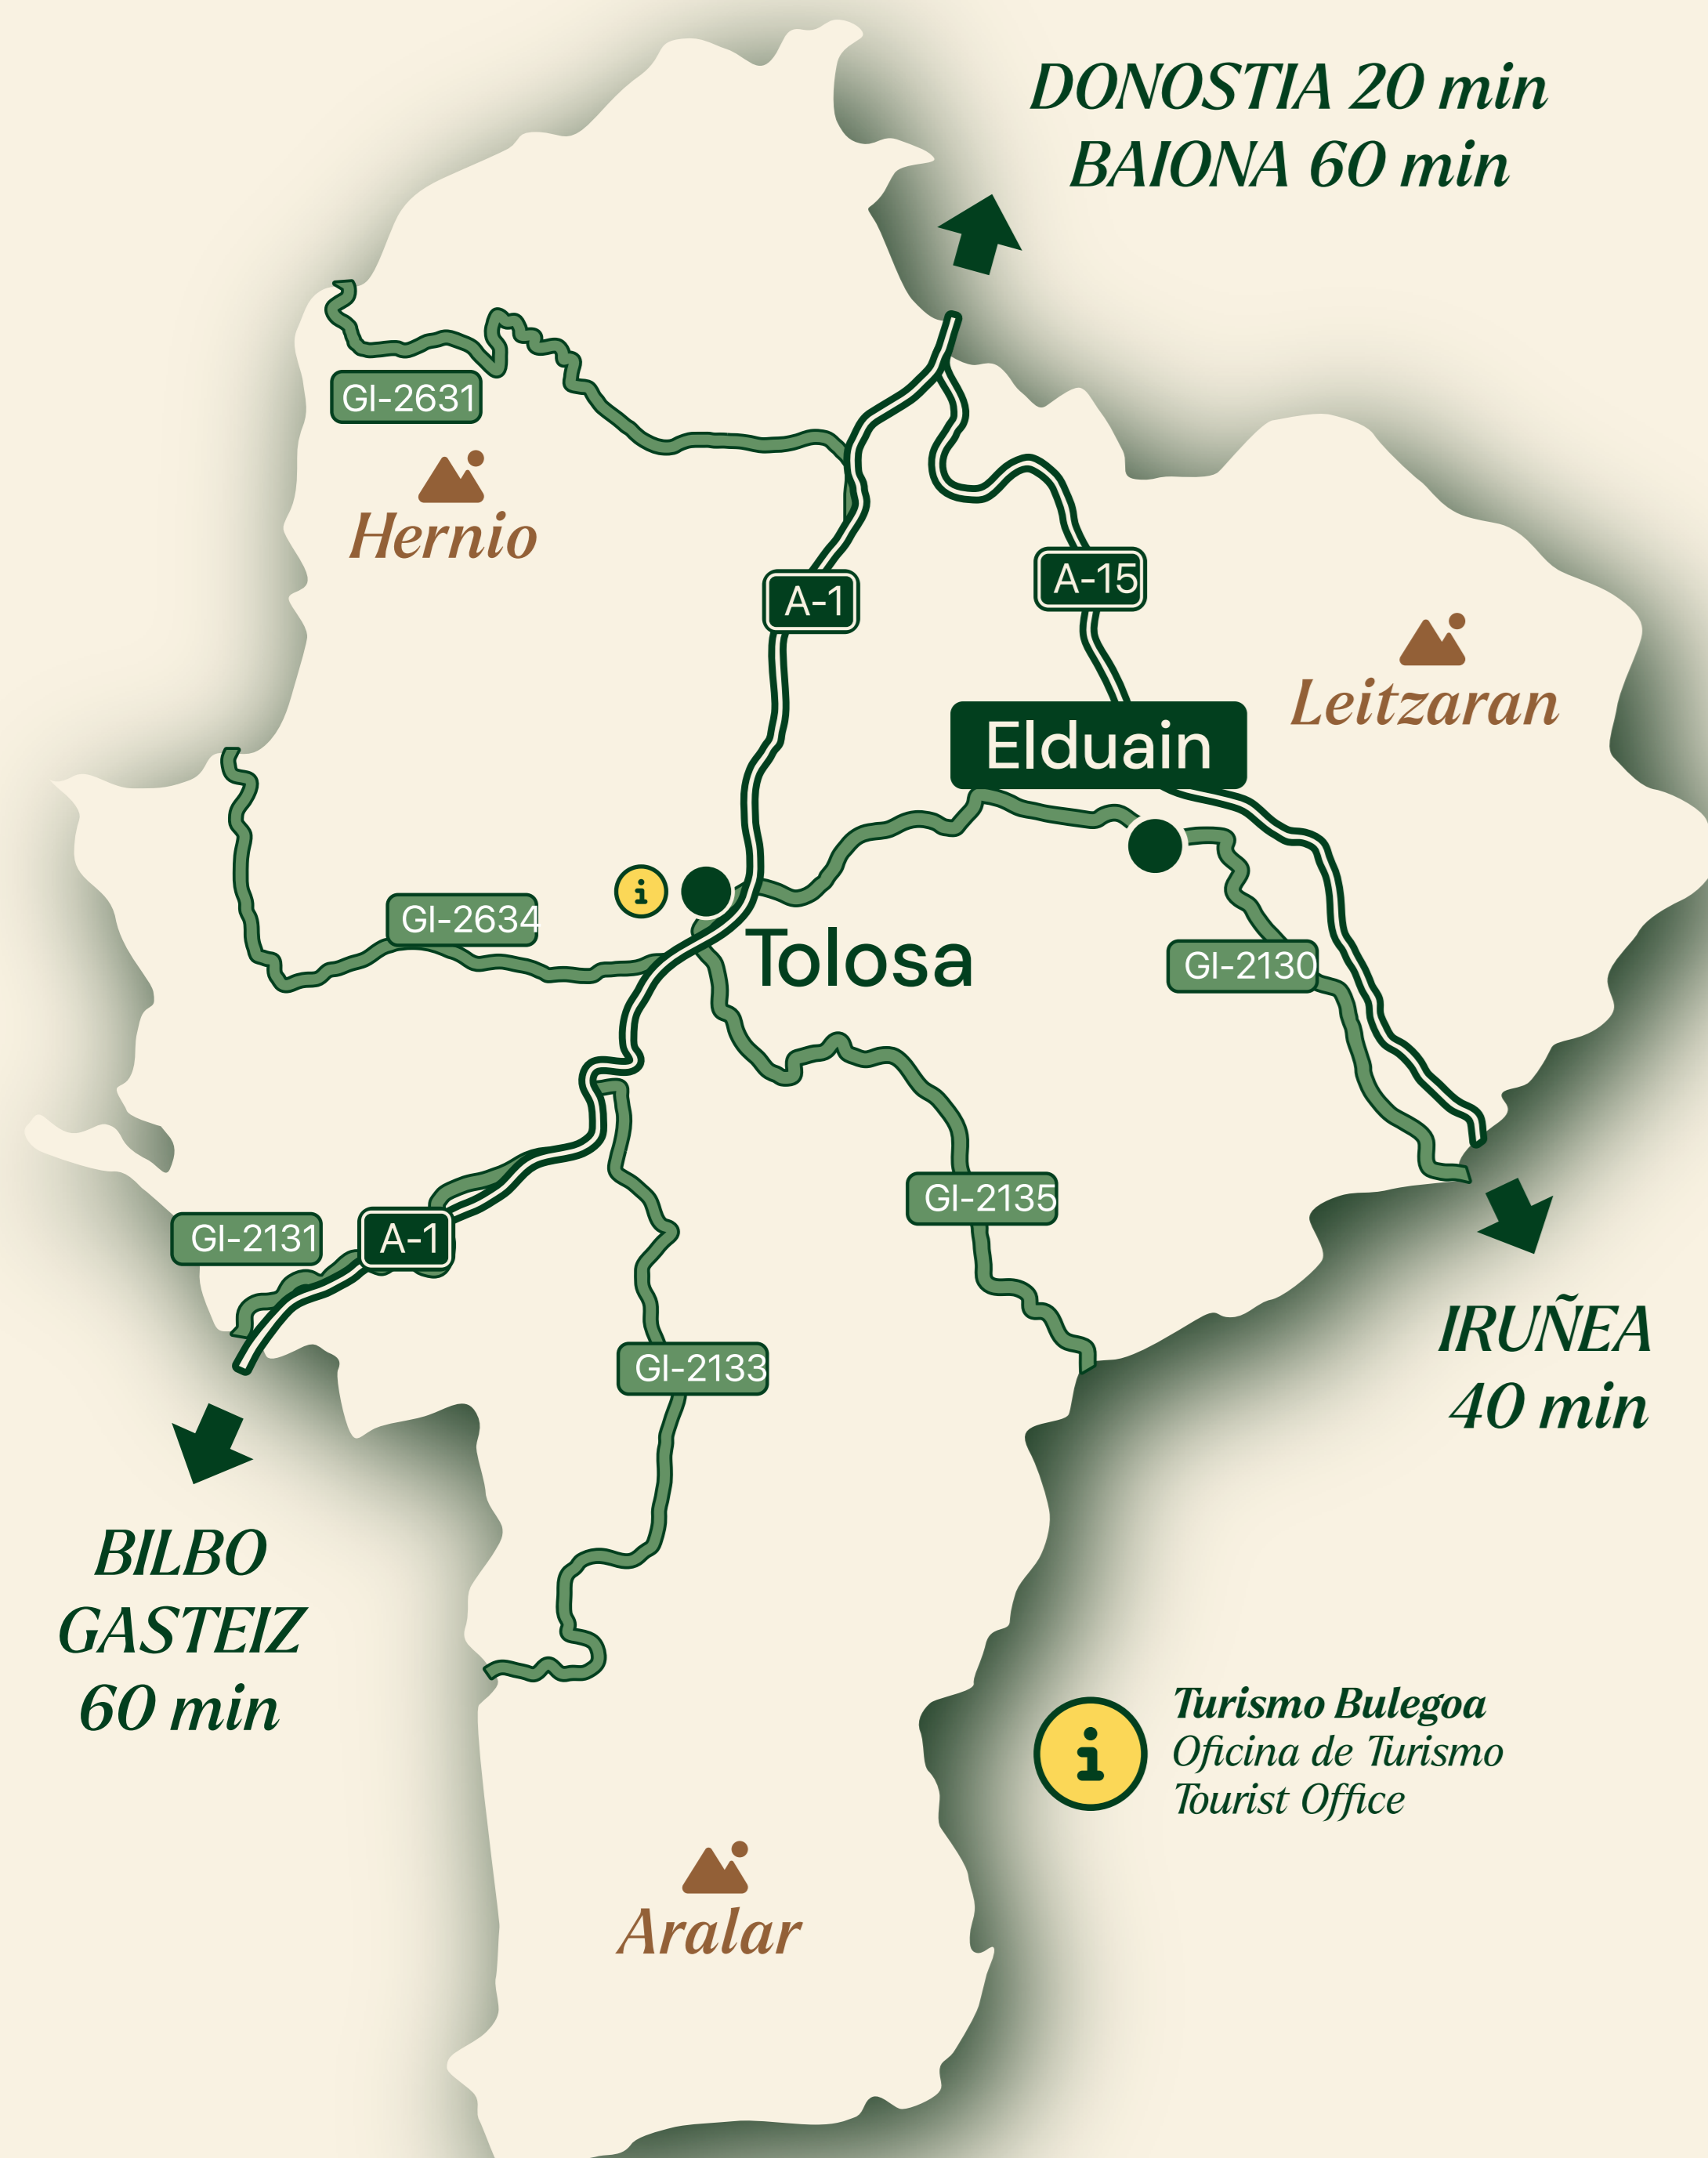 DONOSTIA 20 min
BAIONA 60 min
GI-2631
Hernio
A-1
A-15
Leitzaran
Elduain
GI-2634
i
Tolosa
GI-2130
GI-2135
GI-2131
A-1
GI-2133
IRUÑEA
40 min
BILBO
GASTEIZ
60 min
i
Turismo Bulegoa
Oficina de Turismo
Tourist Office
Aralar